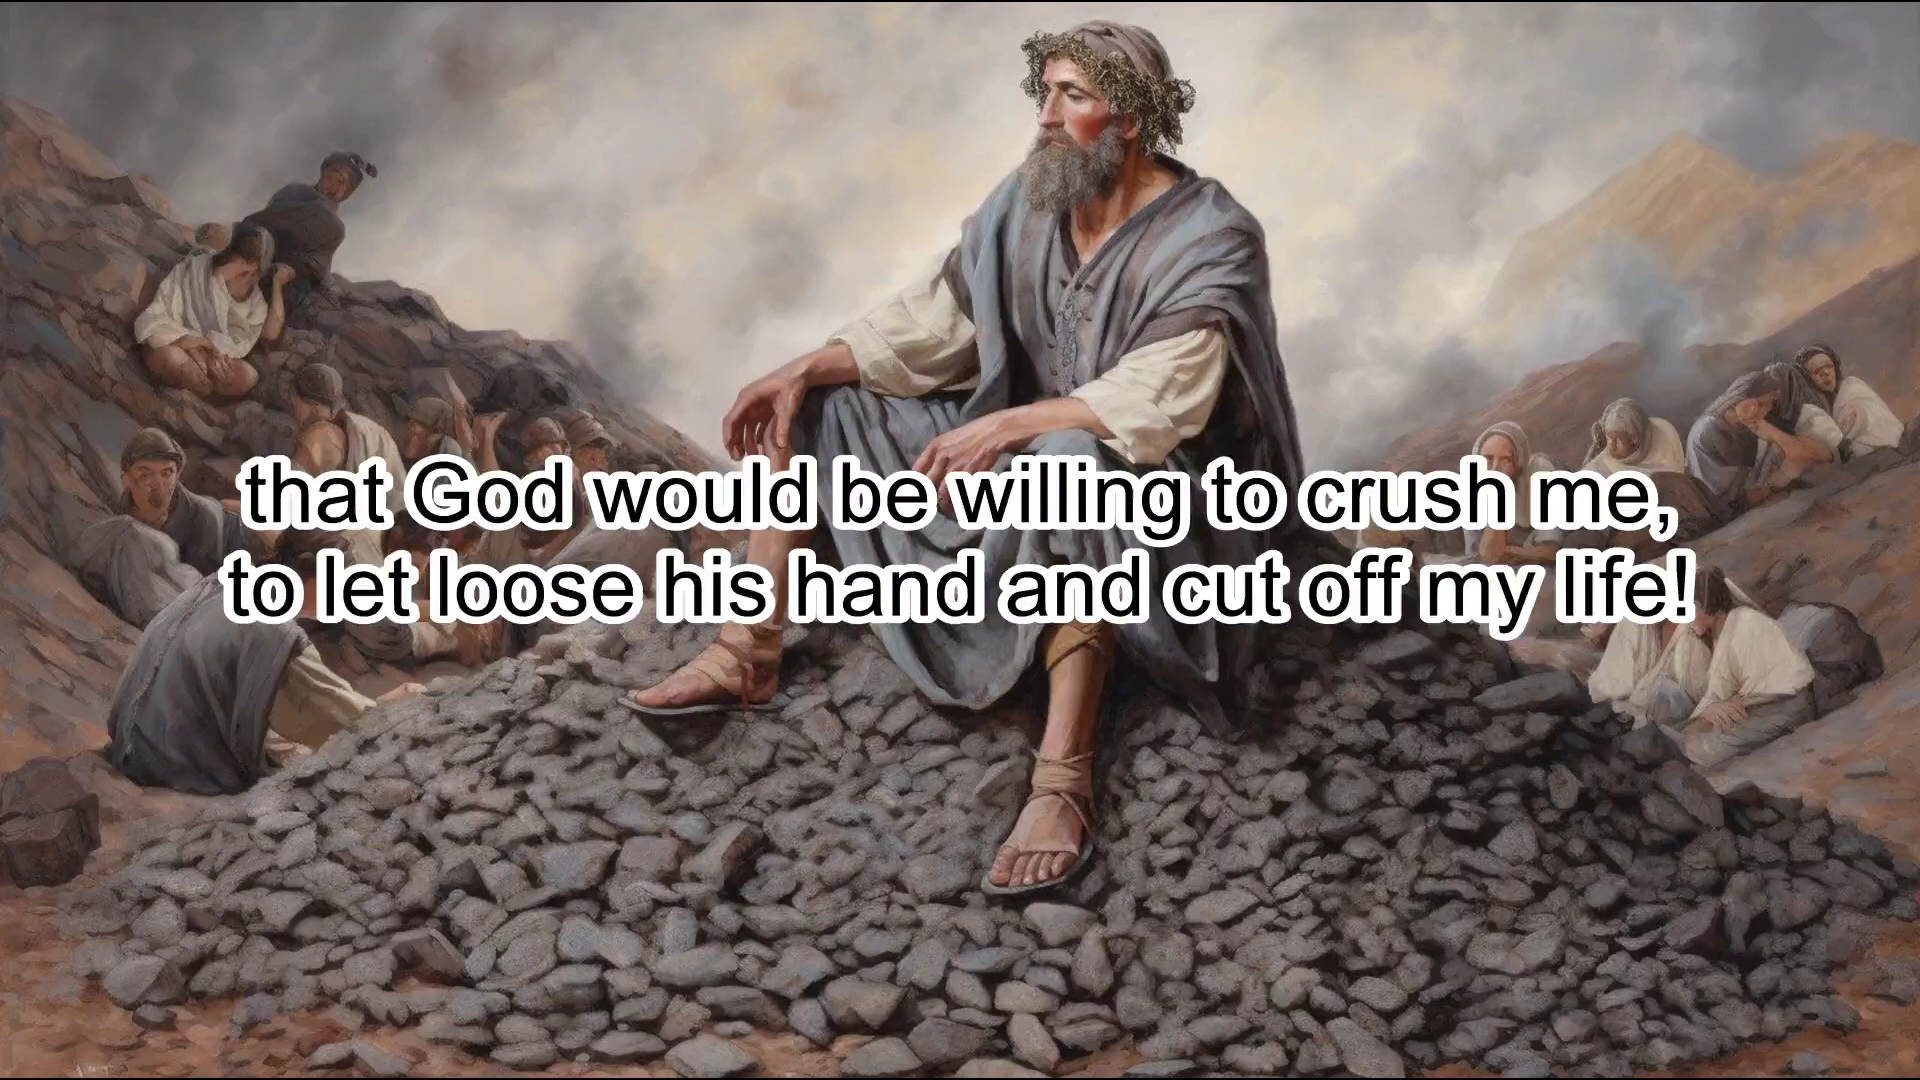 that God would be willing to crush me,
to let loose his hand and cut off my life!